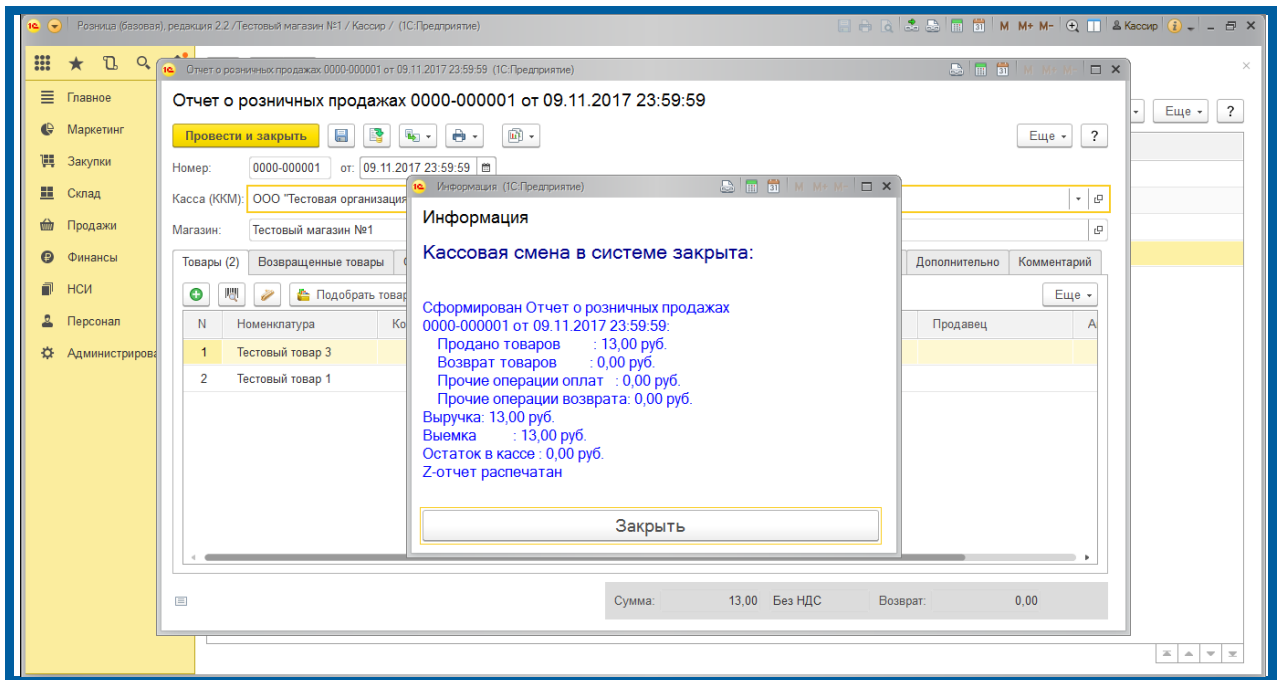 Розница (базовая), редакция 2.2 /Тестовый магазин №1 / Кассир / (1С:Предприятие)
M M+ M-
Кассир
Главное
Маркетинг
Закупки
Склад
Продажи
Финансы
НСИ
Персонал
Администрирова
Еще
?
Отчет о розничных продажах 0000-000001 от 09.11.2017 23:59:59 (1С:Предприятие)
M M+ M-
Отчет о розничных продажах 0000-000001 от 09.11.2017 23:59:59
Провести и закрыть
Еще
?
Номер: 0000-000001 от: 09.11.2017 23:59:59
Касса (ККМ): ООО "Тестовая организация
Магазин: Тестовый магазин №1
Товары (2) Возвращенные товары Дополнительно Комментарий
Подобрать товар
Еще
N Номенклатура Ко Продавец А
1 Тестовый товар 3
2 Тестовый товар 1
Сумма: 13,00 Без НДС Возврат: 0,00
Информация (1С:Предприятие)
M M+ M-
Информация
Кассовая смена в системе закрыта:
Сформирован Отчет о розничных продажах
0000-000001 от 09.11.2017 23:59:59:
Продано товаров : 13,00 руб.
Возврат товаров : 0,00 руб.
Прочие операции оплат : 0,00 руб.
Прочие операции возврата: 0,00 руб.
Выручка: 13,00 руб.
Выемка : 13,00 руб.
Остаток в кассе : 0,00 руб.
Z-отчет распечатан
Закрыть